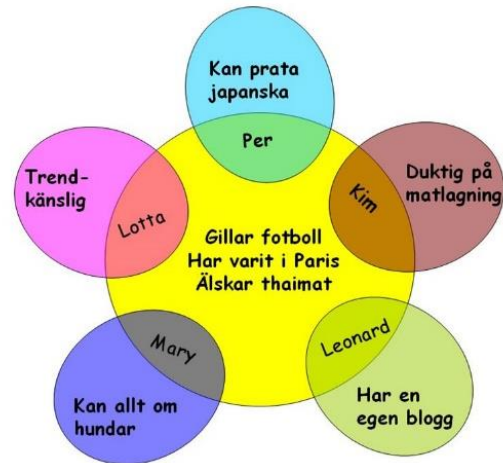 Kan prata
japanska
Per
Trend-
känslig
Lotta
Kim
Duktig på
matlagning
Gillar fotboll
Har varit i Paris
Älskar thaimat
Mary
Leonard
Kan allt om
hundar
Har en
egen blogg